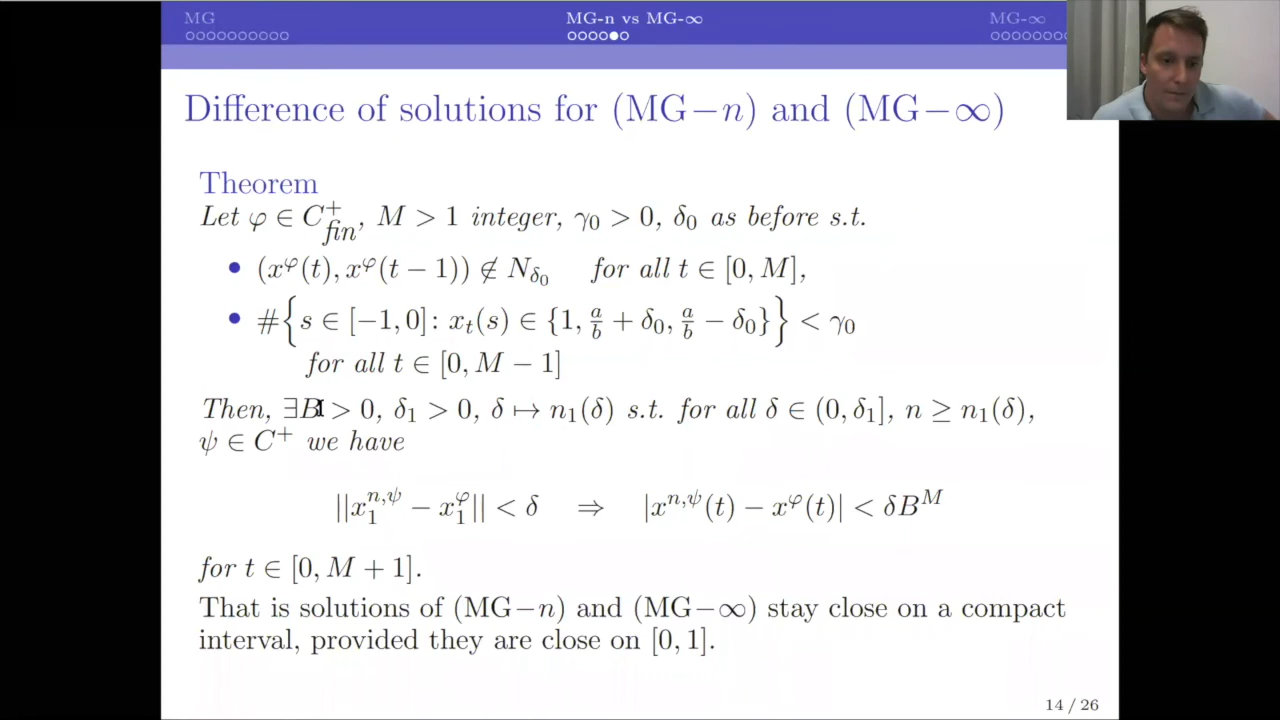 MG MG-n vs MG-∞ MG-∞
Difference of solutions for (MG−n) and (MG−∞)
Theorem
Let φ ∈ C⁺_fin, M > 1 integer, γ₀ > 0, δ₀ as before s.t.
• (x^φ(t), x^φ(t − 1)) ∉ N_δ₀ for all t ∈ [0, M],
• #{s ∈ [−1, 0]: x_t(s) ∈ {1, a/b + δ₀, a/b − δ₀}} < γ₀
for all t ∈ [0, M − 1]
Then, ∃B > 0, δ₁ > 0, δ ↦ n₁(δ) s.t. for all δ ∈ (0, δ₁], n ≥ n₁(δ),
ψ ∈ C⁺ we have
||x₁^{n,ψ} − x₁^φ|| < δ ⇒ |x^{n,ψ}(t) − x^φ(t)| < δB^M
for t ∈ [0, M + 1].
That is solutions of (MG−n) and (MG−∞) stay close on a compact
interval, provided they are close on [0, 1].
14 / 26